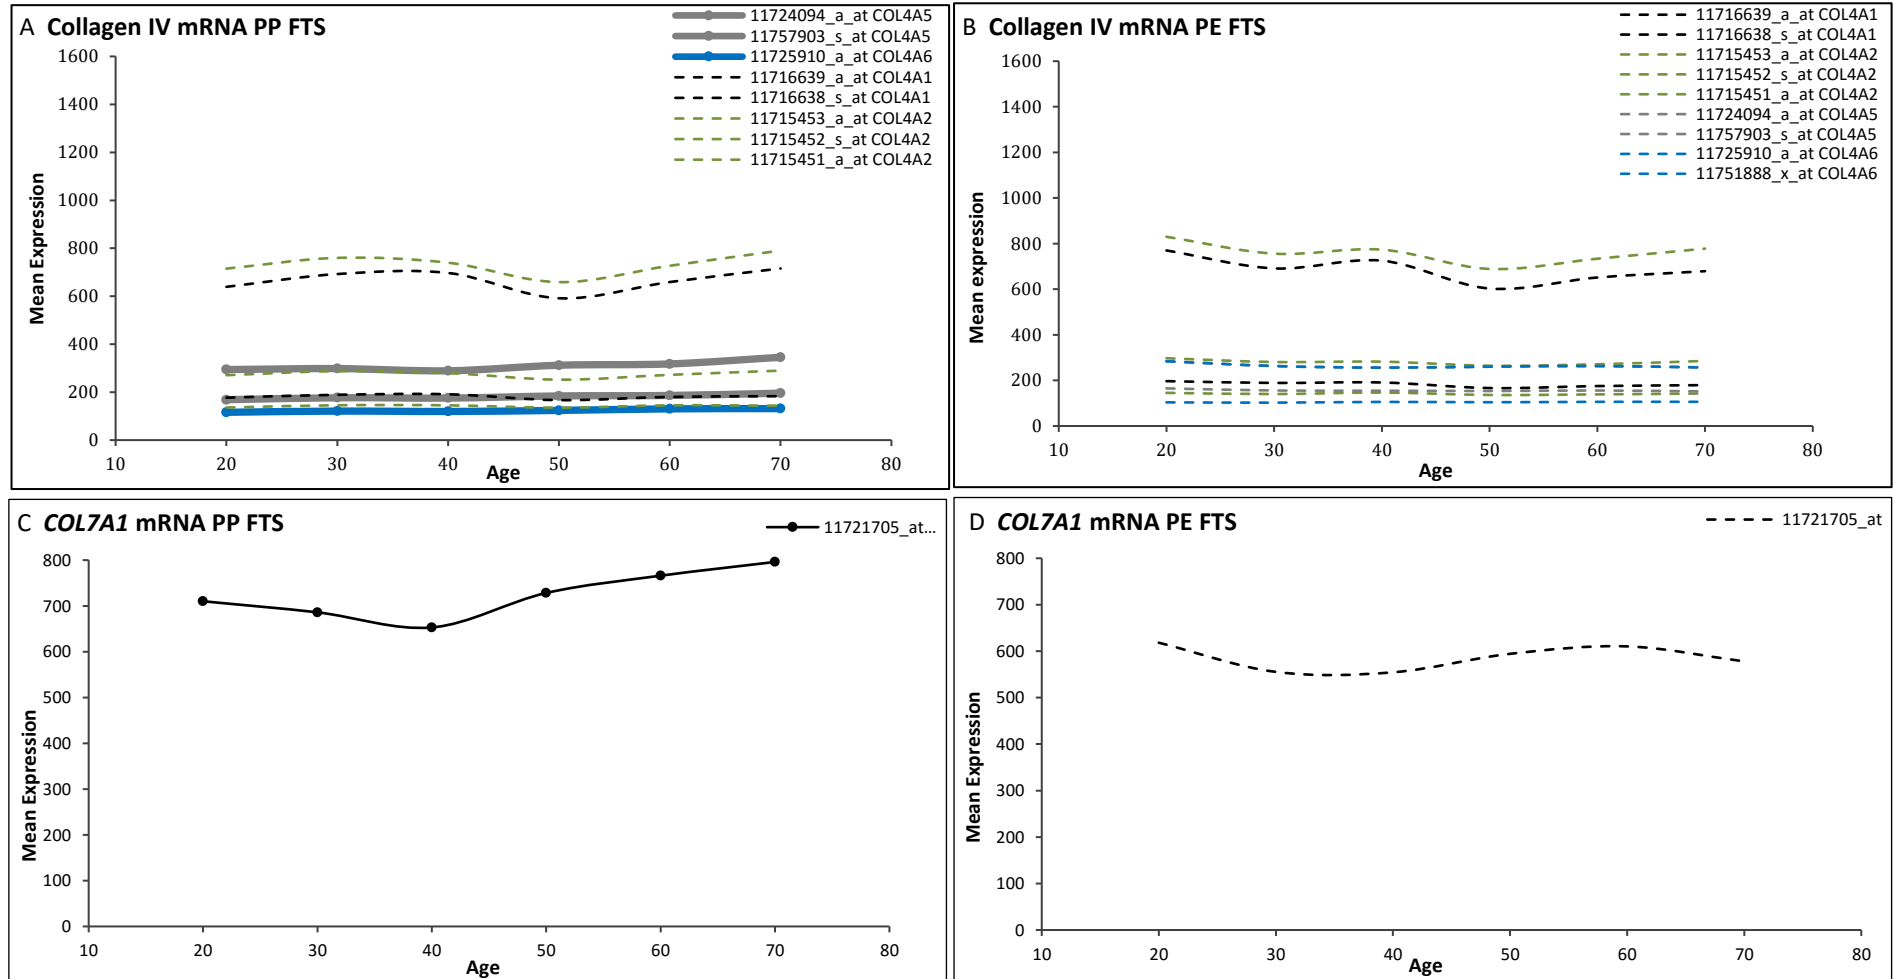 A Collagen IV mRNA PP FTS
11724094_a_at COL4A5
11757903_s_at COL4A5
11725910_a_at COL4A6
11716639_a_at COL4A1
11716638_s_at COL4A1
11715453_a_at COL4A2
11715452_s_at COL4A2
11715451_a_at COL4A2
Mean Expression
1600
1400
1200
1000
800
600
400
200
0
10 20 30 40 50 60 70 80
Age
B Collagen IV mRNA PE FTS
11716639_a_at COL4A1
11716638_s_at COL4A1
11715453_a_at COL4A2
11715452_s_at COL4A2
11715451_a_at COL4A2
11724094_a_at COL4A5
11757903_s_at COL4A5
11725910_a_at COL4A6
11751888_x_at COL4A6
Mean expression
1600
1400
1200
1000
800
600
400
200
0
10 20 30 40 50 60 70 80
Age
C COL7A1 mRNA PP FTS
11721705_at...
Mean Expression
800
700
600
500
400
300
200
100
0
10 20 30 40 50 60 70 80
Age
D COL7A1 mRNA PE FTS
11721705_at
Mean Expression
800
700
600
500
400
300
200
100
0
10 20 30 40 50 60 70 80
Age